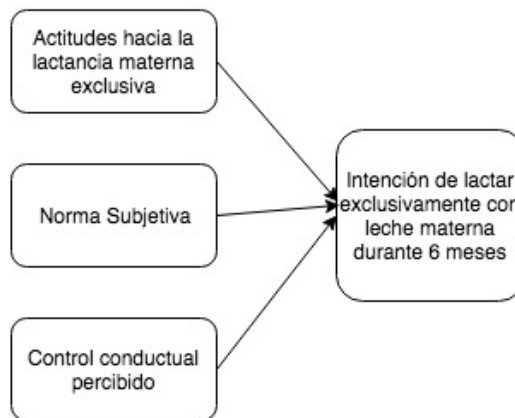 Actitudes hacia la
lactancia materna
exclusiva
Norma Subjetiva
Control conductual
percibido
Intención de lactar
exclusivamente con
leche materna
durante 6 meses